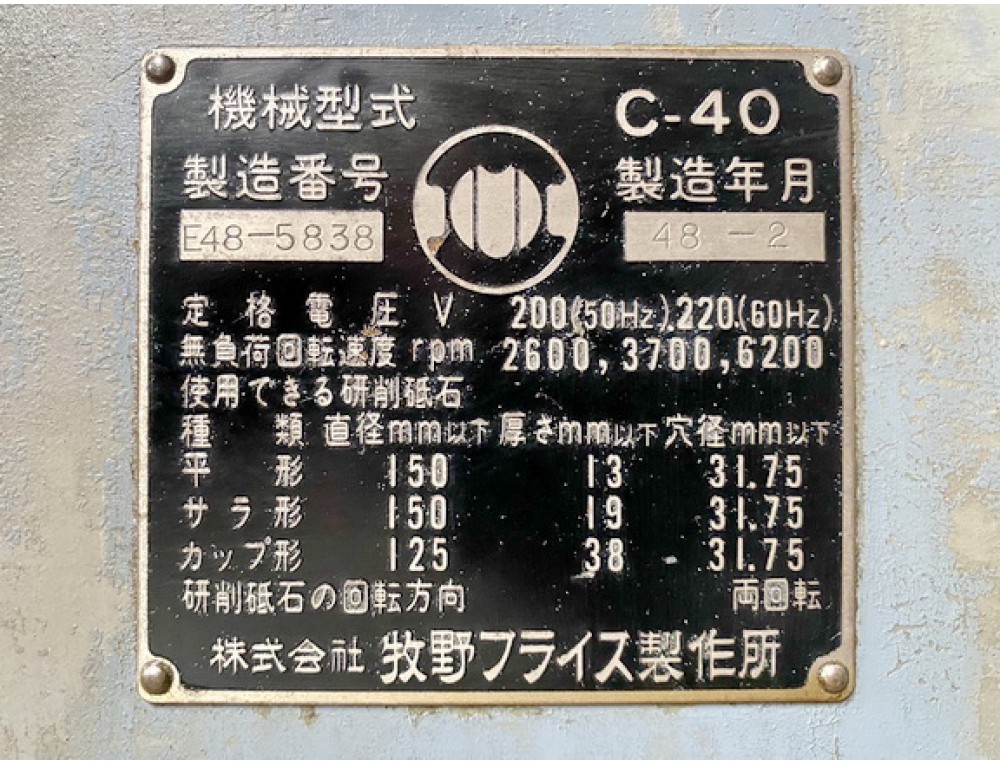 機械型式 C-40
製造番号 製造年月
E48-5838 48-2
定格電圧 V 200(50Hz).220.(60Hz)
無負荷回転速度 rpm 2600,3700,6200
使用できる研削砥石
種類 直径mm以下 厚さmm以下 穴径mm以下
平形 150 13 31.75
サラ形 150 19 31.75
カップ形 125 38 31.75
研削砥石の回転方向 両回転
株式会社 牧野フライス製作所